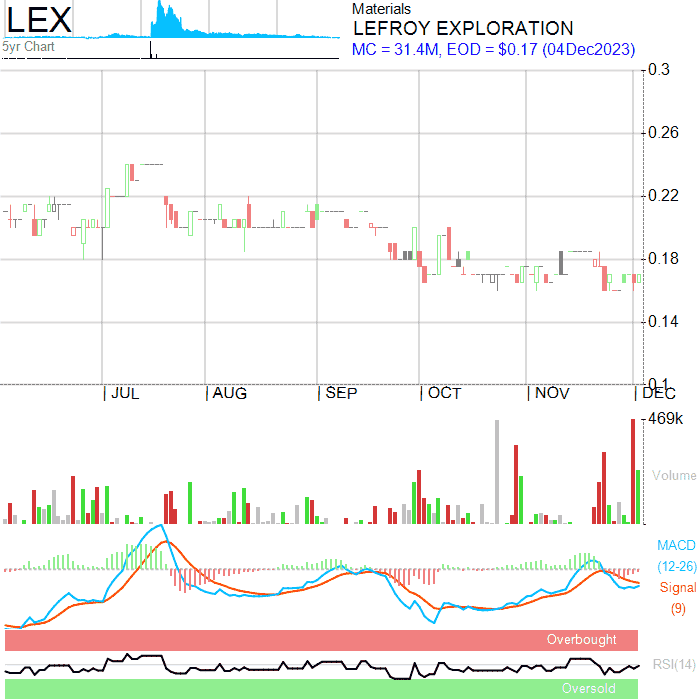 LEX
5yr Chart
Materials
LEFROY EXPLORATION
MC = 31.4M, EOD = $0.17 (04Dec2023)
0.3
0.26
0.22
0.18
0.14
0.1
JUL
AUG
SEP
OCT
NOV
DEC
469k
Volume
MACD
(12-26)
Signal
(9)
Overbought
RSI(14)
Oversold